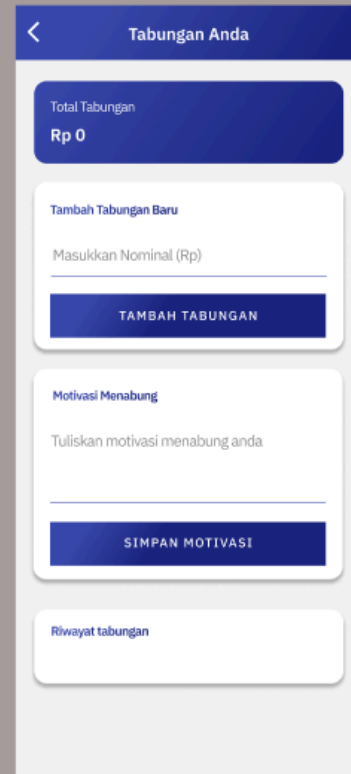 Tabungan Anda
Total Tabungan
Rp 0
Tambah Tabungan Baru
Masukkan Nominal (Rp)
TAMBAH TABUNGAN
Motivasi Menabung
Tuliskan motivasi menabung anda
SIMPAN MOTIVASI
Riwayat tabungan